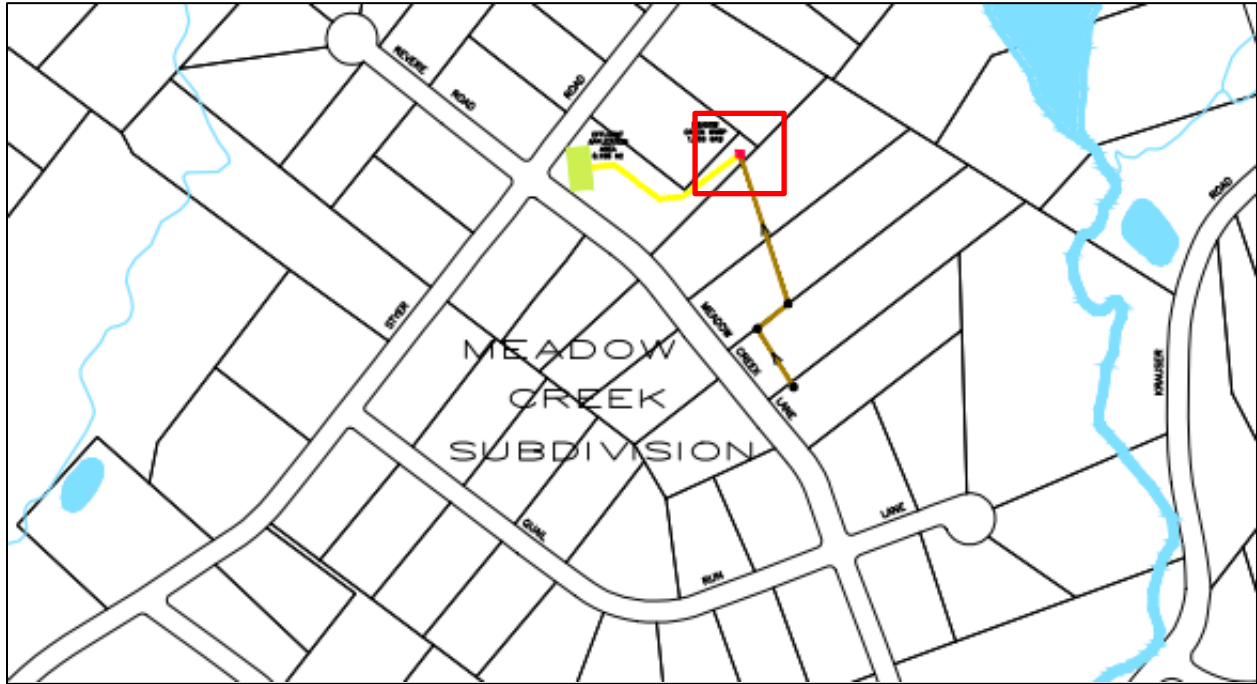 REVERE
ROAD
ROAD
ROAD
KRAUSER
STYER
MEADOW
CREEK
LANE
MEADOW
CREEK
SUBDIVISION
QUAIL
RUN
LANE